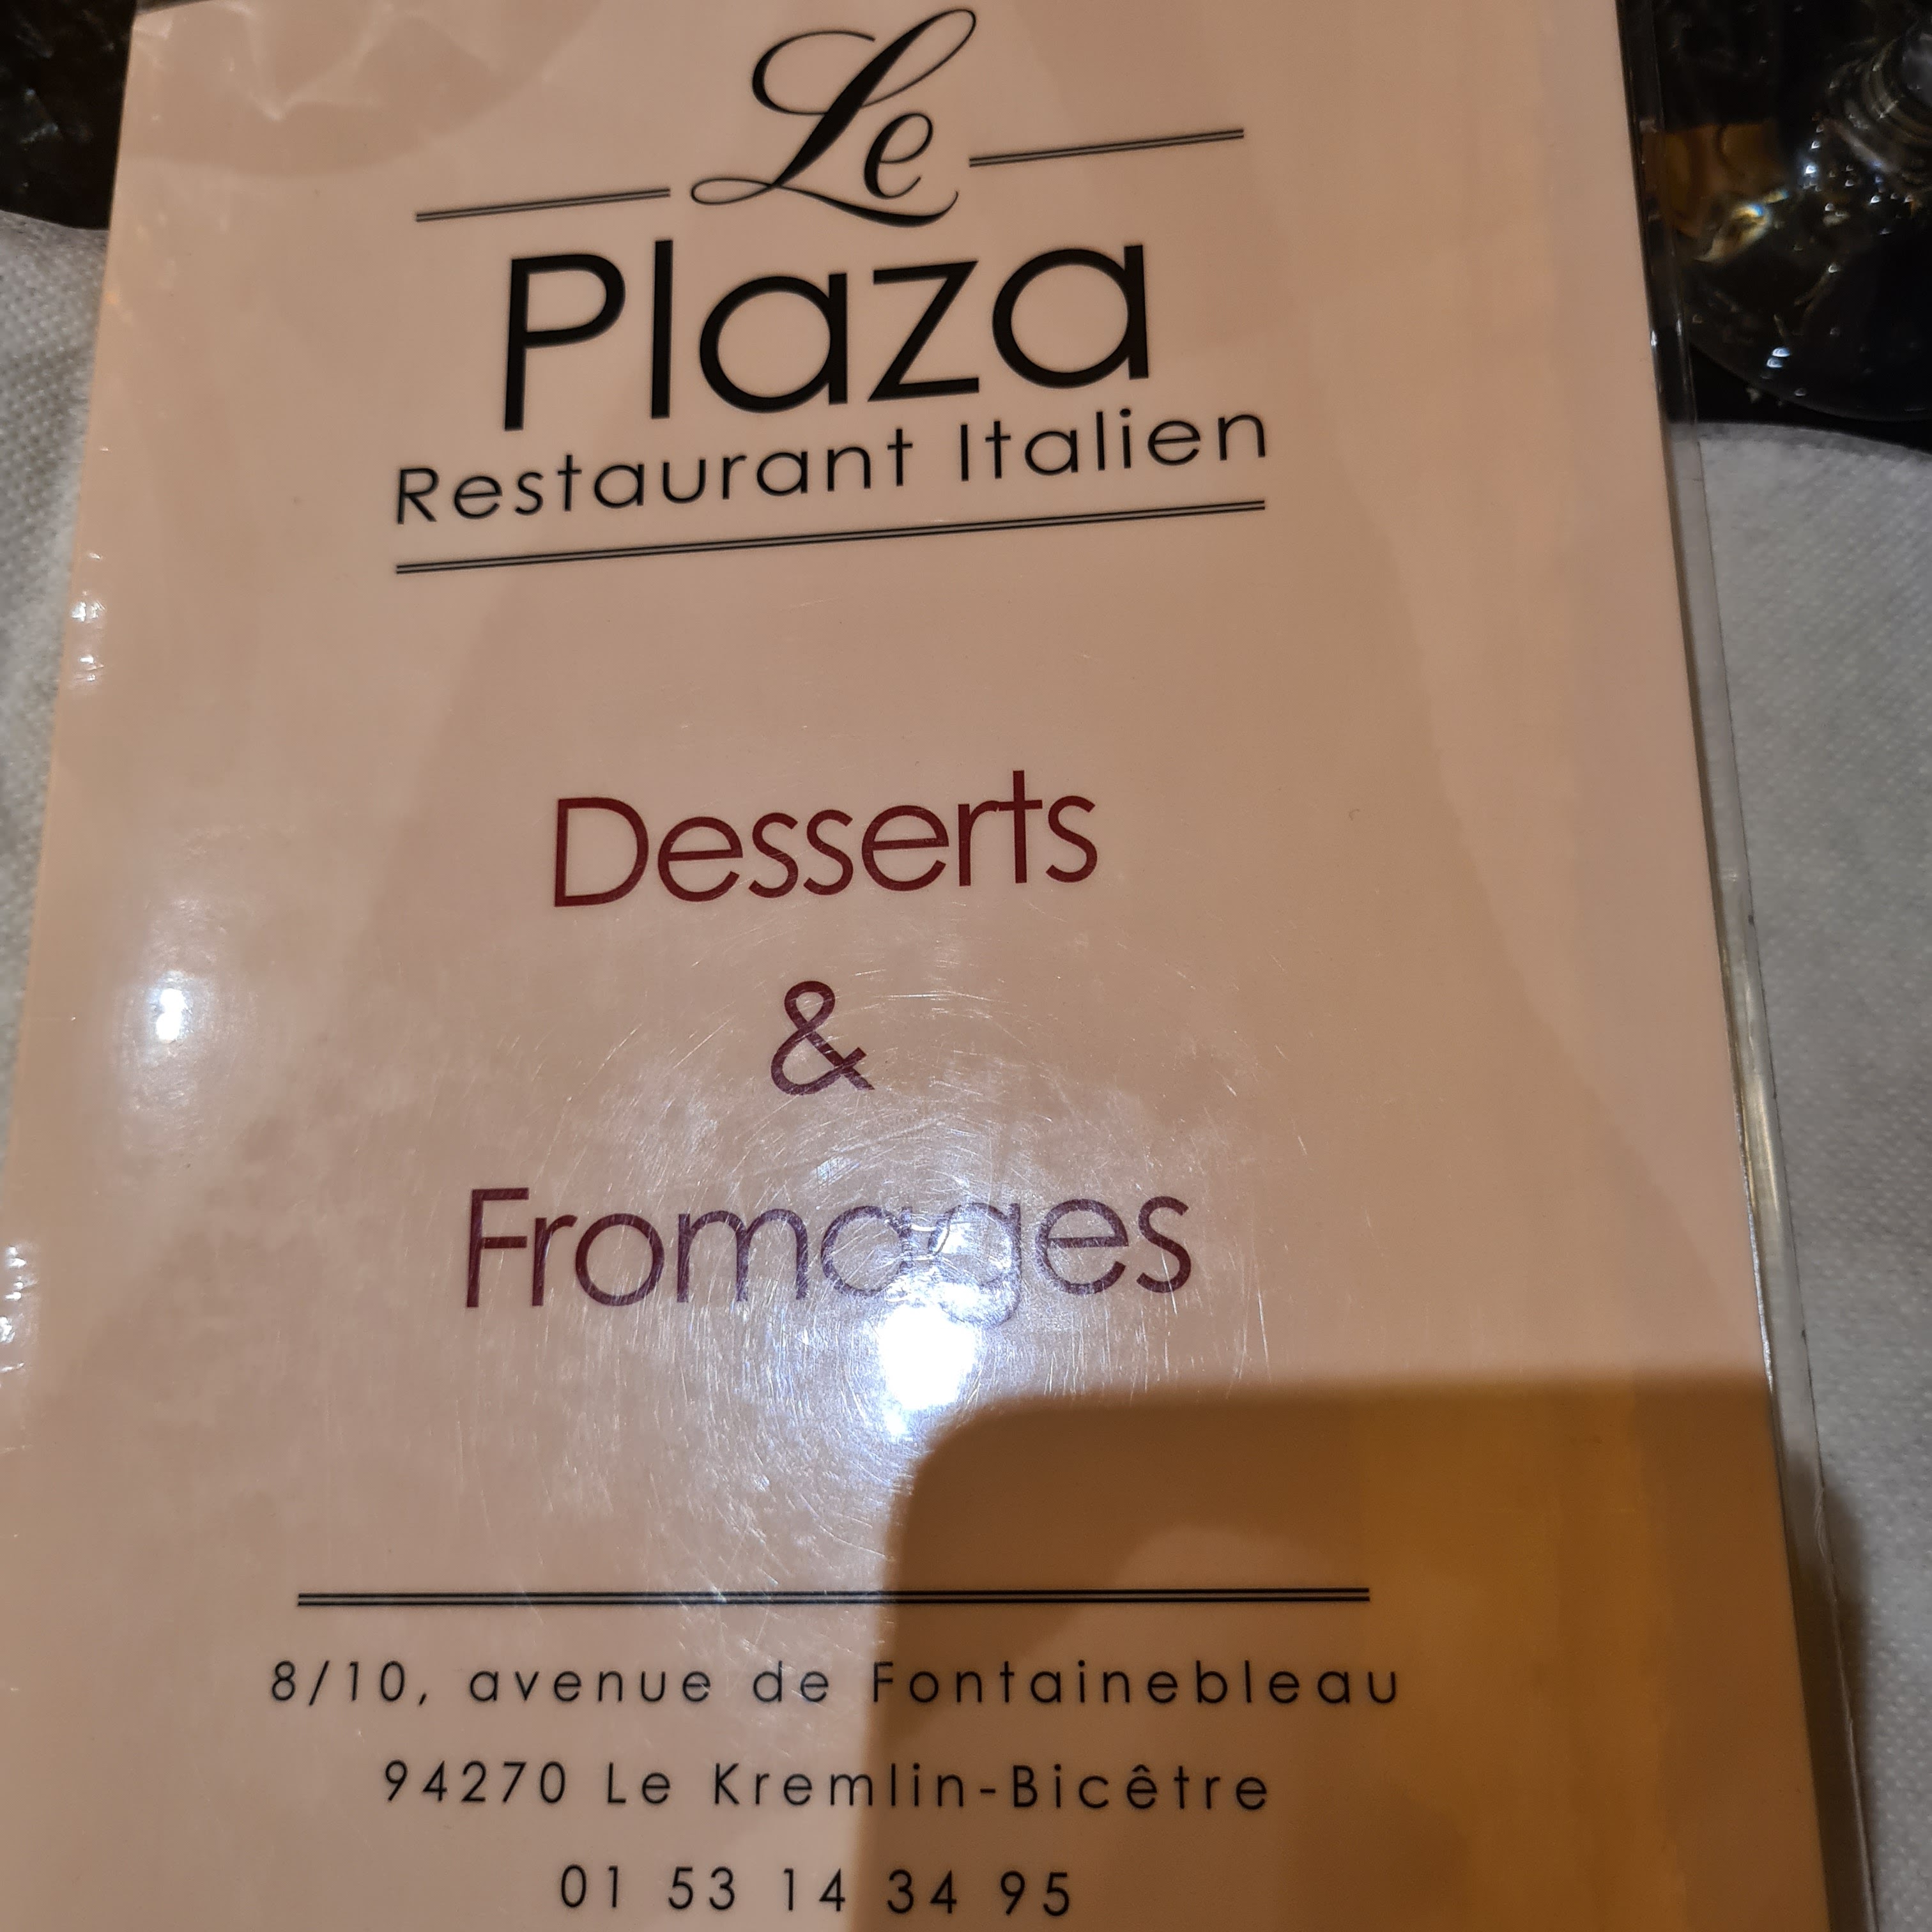 Le
Plaza
Restaurant Italien
Desserts
&
Fromages
8/10, avenue de Fontainebleau
94270 Le Kremlin-Bicêtre
01 53 14 34 95